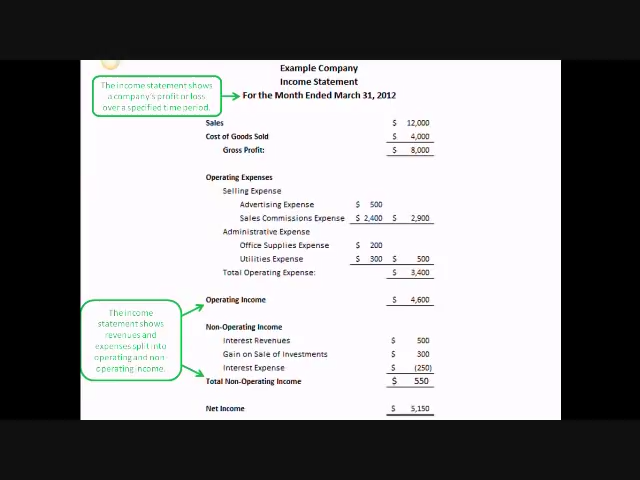 Example Company
Income Statement
For the Month Ended March 31, 2012
The income statement shows
a company's profit or loss
over a specified time period.
Sales $ 12,000
Cost of Goods Sold $ 4,000
Gross Profit: $ 8,000
Operating Expenses
Selling Expense
Advertising Expense $ 500
Sales Commissions Expense $ 2,400 $ 2,900
Administrative Expense
Office Supplies Expense $ 200
Utilities Expense $ 300 $ 500
Total Operating Expense: $ 3,400
Operating Income $ 4,600
The income
statement shows
revenues and
expenses split into
operating and non-
operating income.
Non-Operating Income
Interest Revenues $ 500
Gain on Sale of Investments $ 300
Interest Expense $ (250)
Total Non-Operating Income $ 550
Net Income $ 5,150